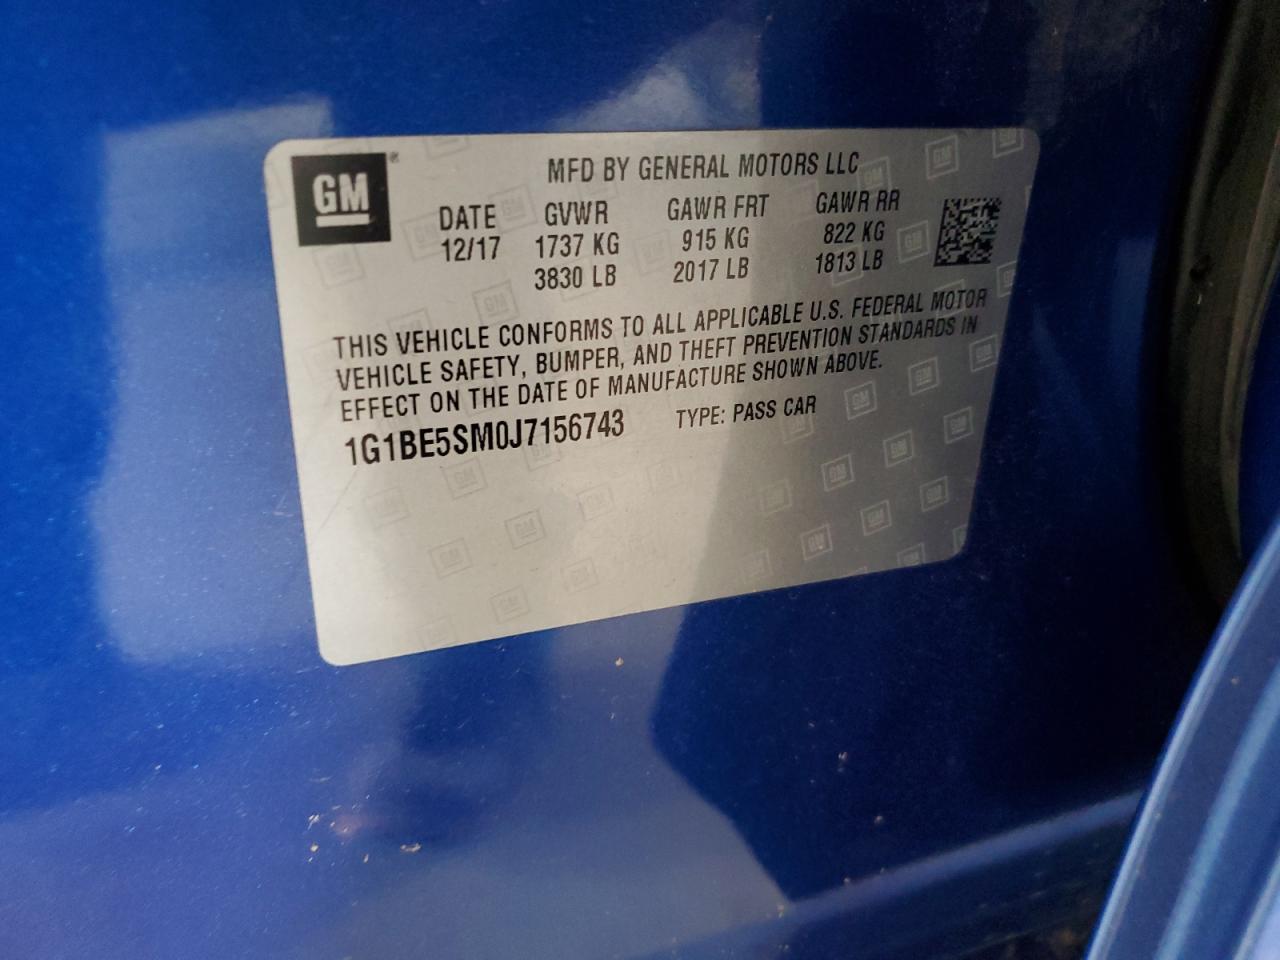 GM®
MFD BY GENERAL MOTORS LLC
DATE GVWR GAWR FRT GAWR RR
12/17 1737 KG 915 KG 822 KG
3830 LB 2017 LB 1813 LB
THIS VEHICLE CONFORMS TO ALL APPLICABLE U.S. FEDERAL MOTOR
VEHICLE SAFETY, BUMPER, AND THEFT PREVENTION STANDARDS IN
EFFECT ON THE DATE OF MANUFACTURE SHOWN ABOVE.
1G1BE5SM0J7156743 TYPE: PASS CAR